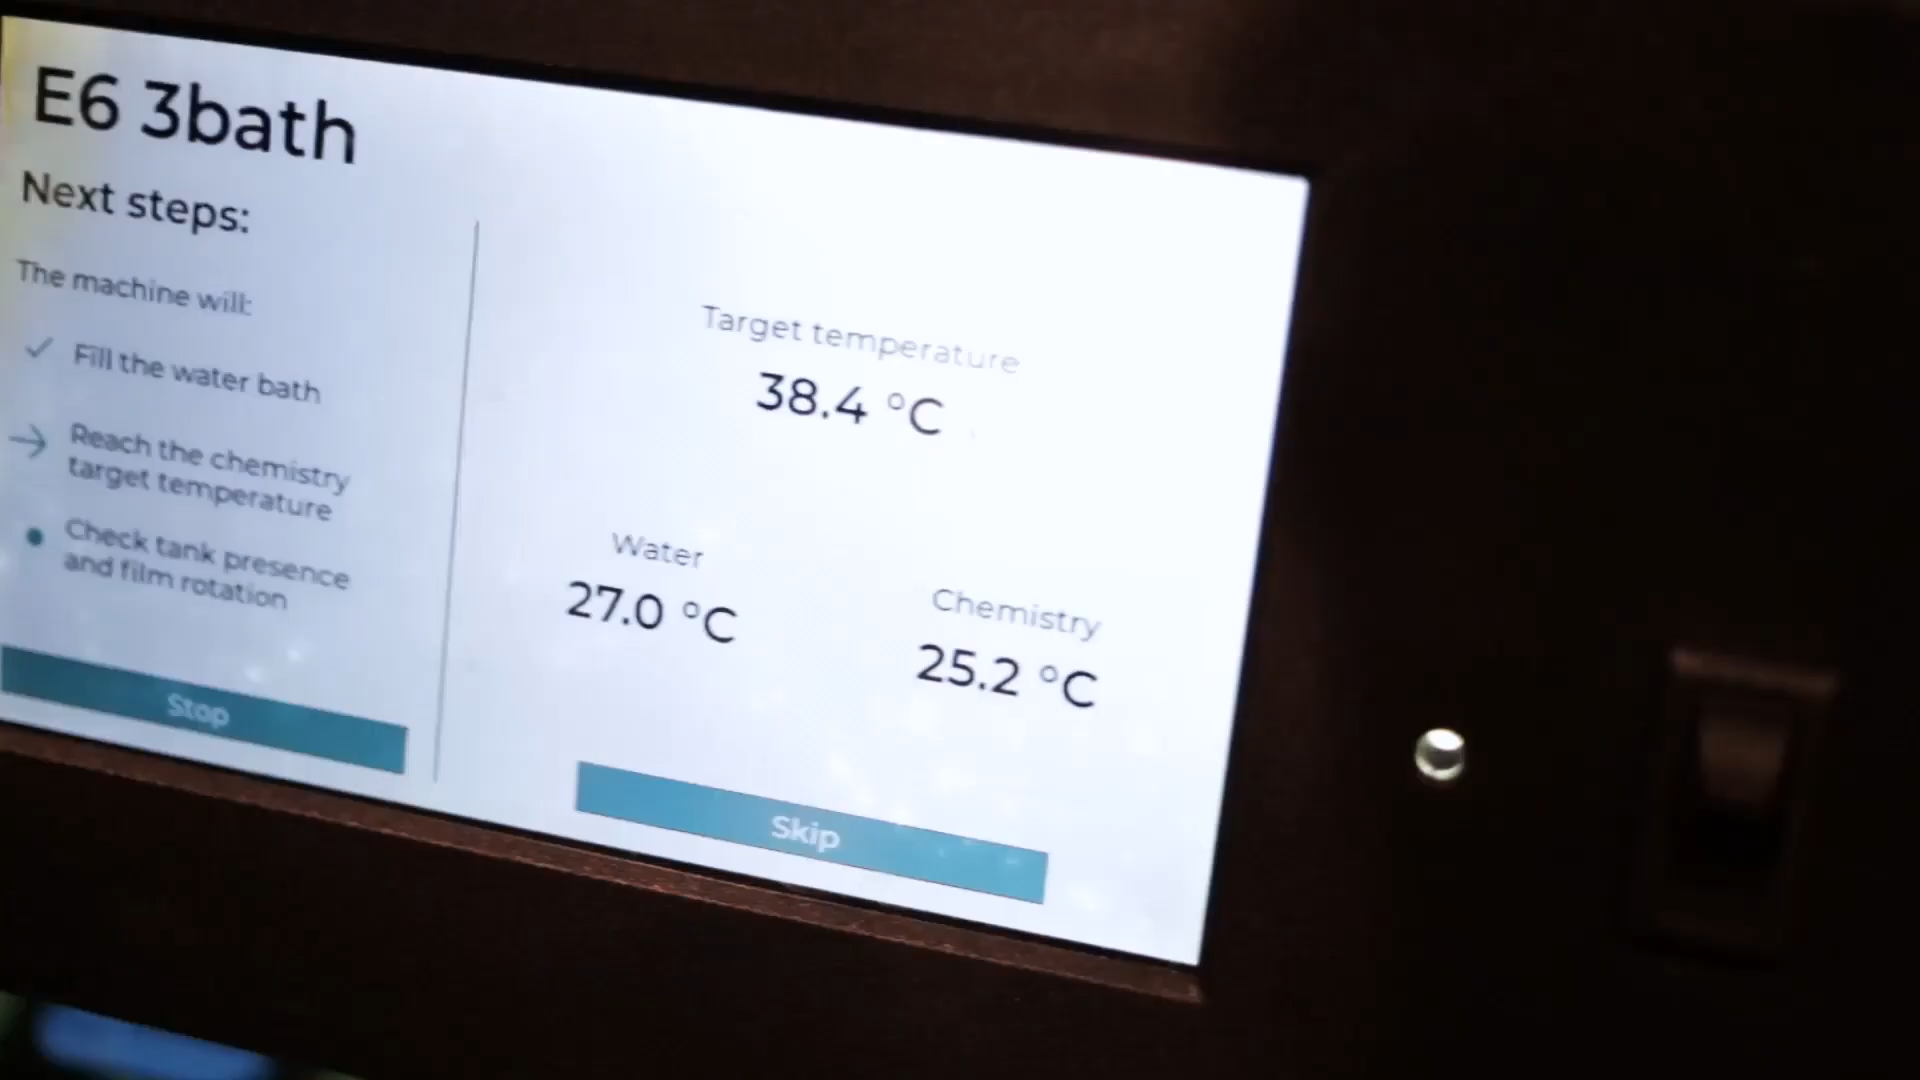 E6 3bath
Next steps:
The machine will:
Fill the water bath
Reach the chemistry
target temperature
Check tank presence
and film rotation
Stop
Target temperature
38.4 °C
Water
27.0 °C
Chemistry
25.2 °C
Skip